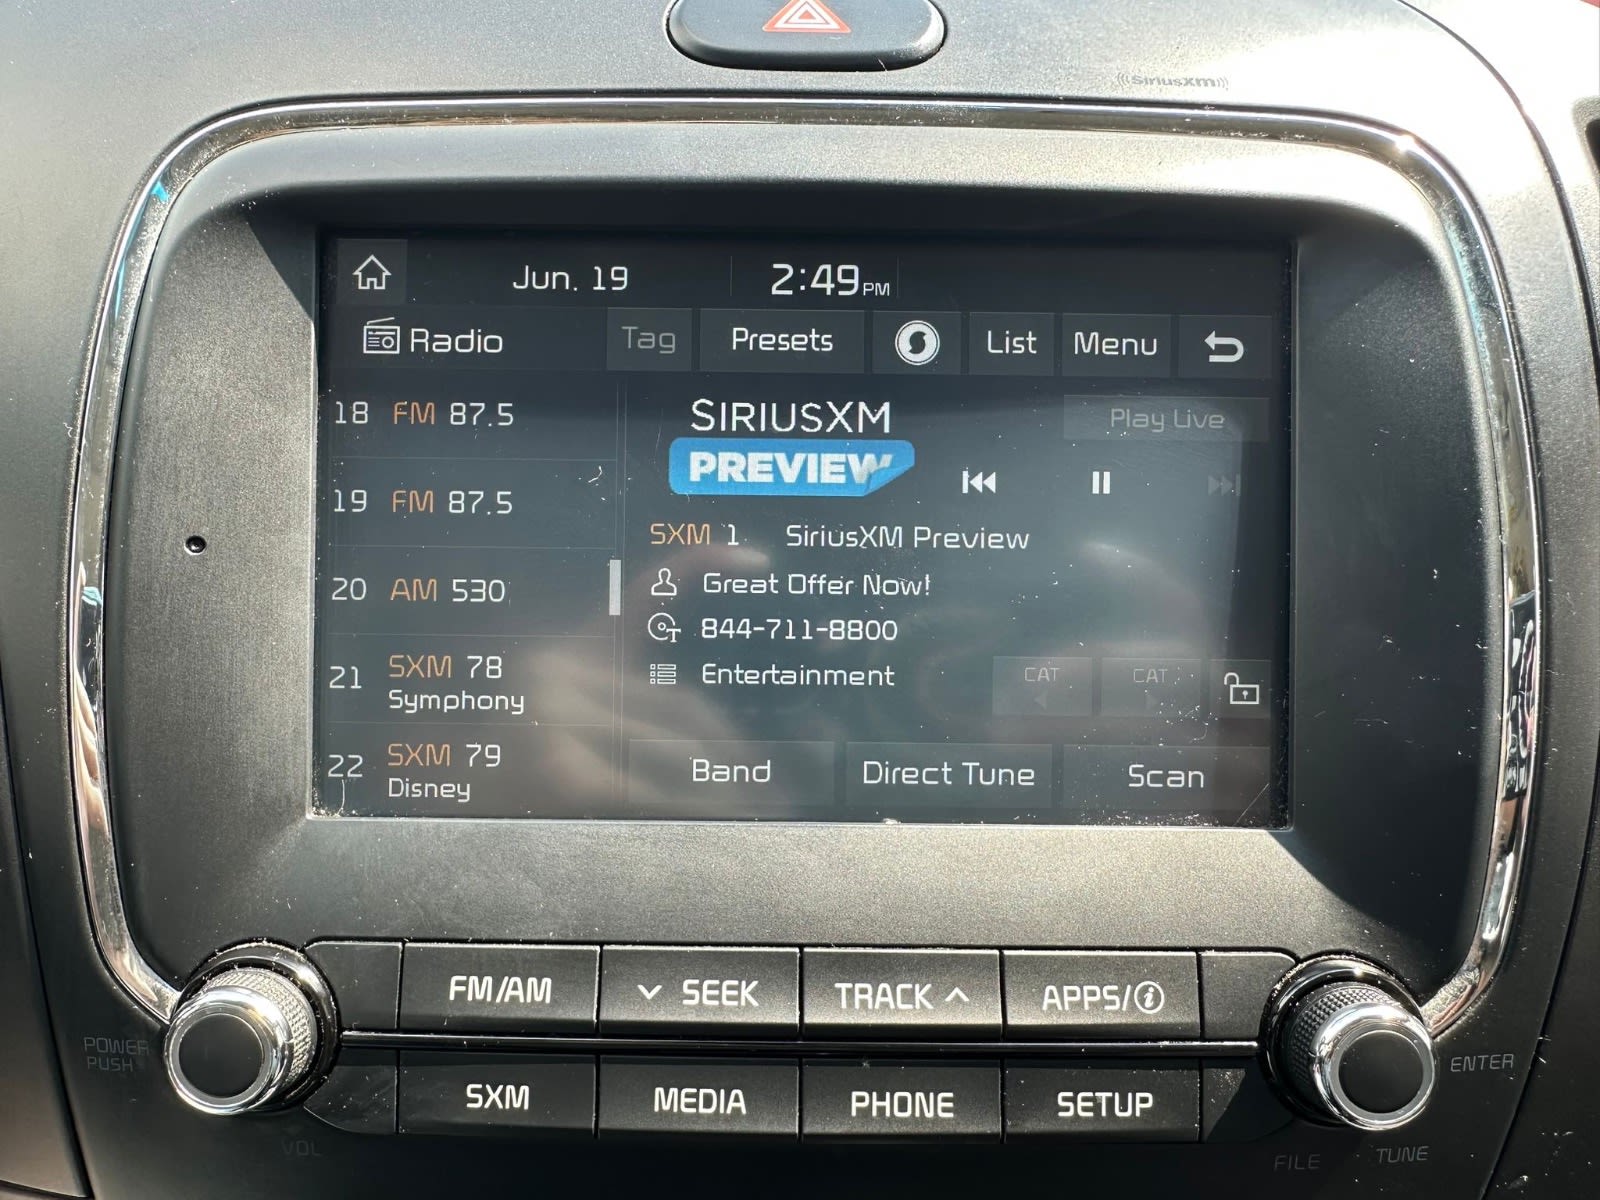 ((SiriusXM))
Jun. 19 2:49 PM
Radio Tag Presets List Menu
18 FM 87.5
19 FM 87.5
20 AM 530
21 SXM 78
Symphony
22 SXM 79
Disney
SIRIUSXM
PREVIEW
Play Live
SXM 1 SiriusXM Preview
Great Offer Now!
844-711-8800
Entertainment
CAT CAT
Band Direct Tune Scan
FM/AM SEEK TRACK APPS/i
POWER
PUSH
VOL
SXM MEDIA PHONE SETUP
ENTER
FILE TUNE